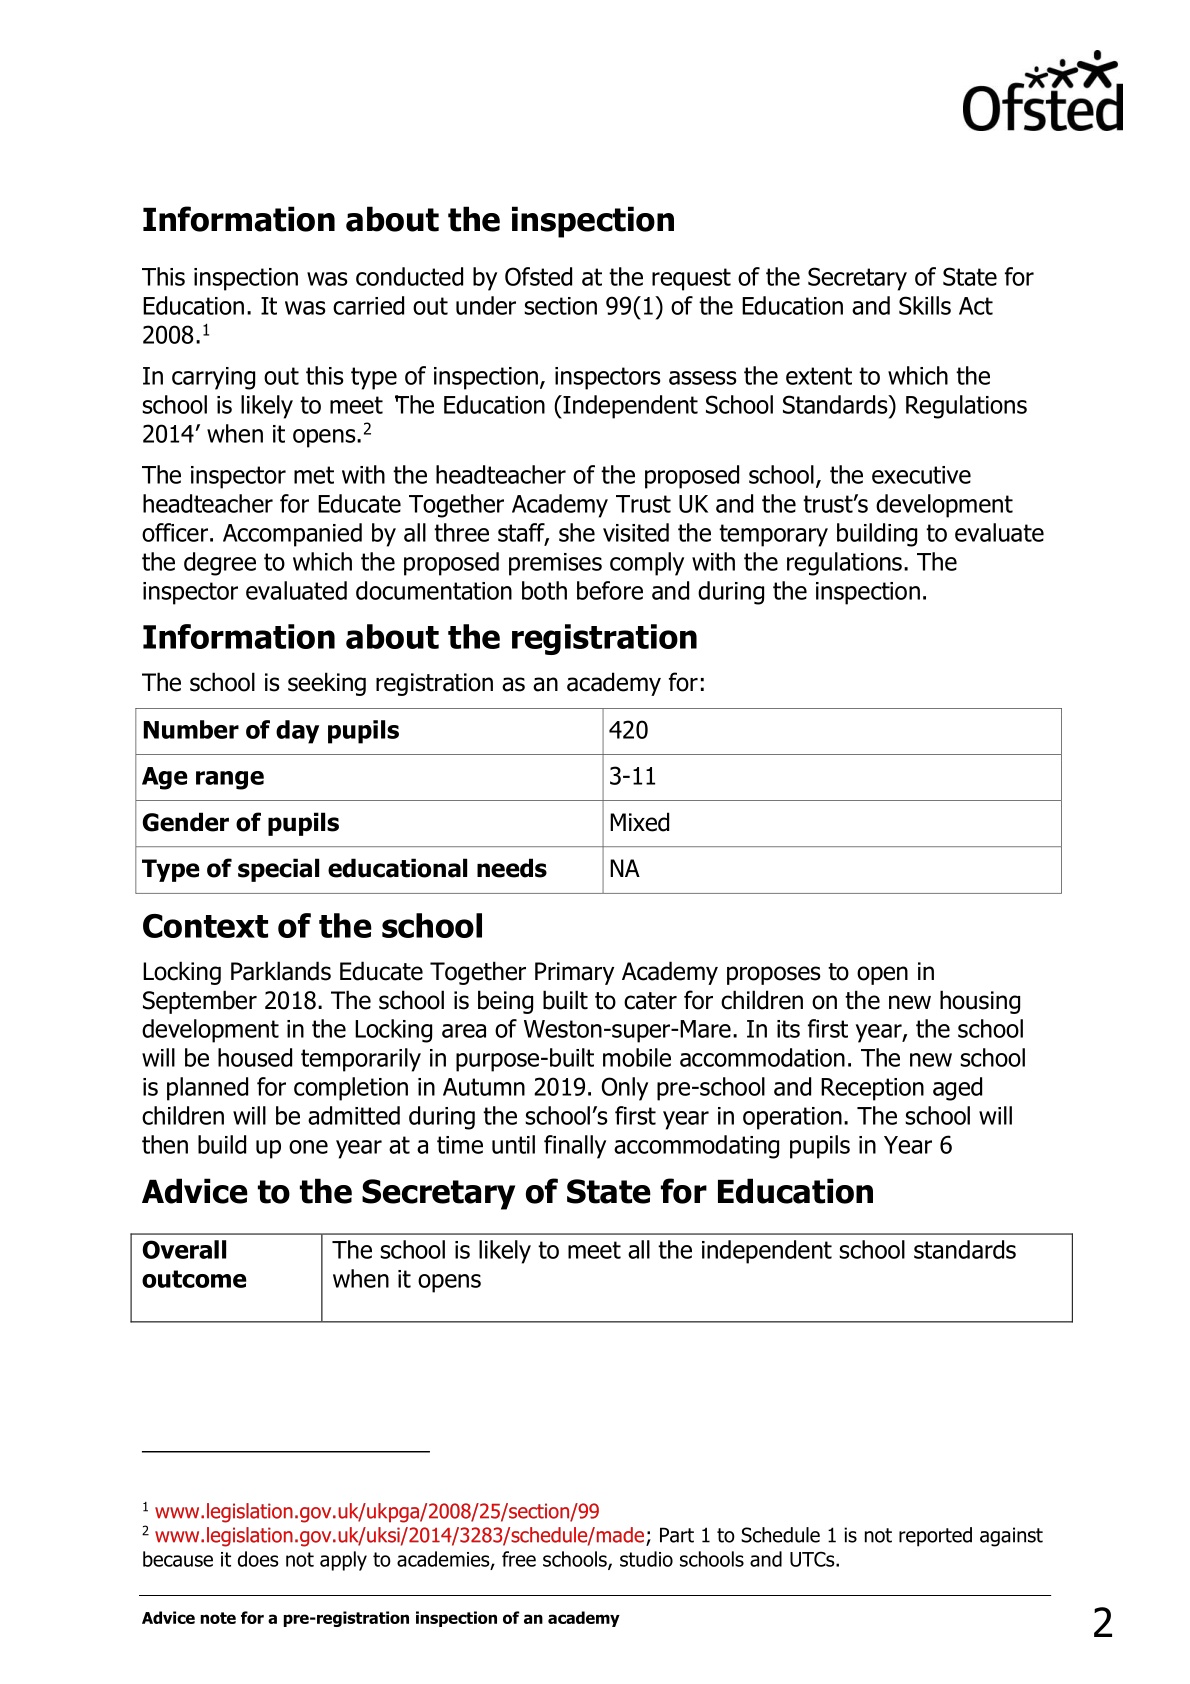 Ofsted
Information about the inspection
This inspection was conducted by Ofsted at the request of the Secretary of State for
Education. It was carried out under section 99(1) of the Education and Skills Act
2008.1
In carrying out this type of inspection, inspectors assess the extent to which the
school is likely to meet ‘The Education (Independent School Standards) Regulations
2014’ when it opens.2
The inspector met with the headteacher of the proposed school, the executive
headteacher for Educate Together Academy Trust UK and the trust’s development
officer. Accompanied by all three staff, she visited the temporary building to evaluate
the degree to which the proposed premises comply with the regulations. The
inspector evaluated documentation both before and during the inspection.
Information about the registration
The school is seeking registration as an academy for:
Number of day pupils 420
Age range 3-11
Gender of pupils Mixed
Type of special educational needs NA
Context of the school
Locking Parklands Educate Together Primary Academy proposes to open in
September 2018. The school is being built to cater for children on the new housing
development in the Locking area of Weston-super-Mare. In its first year, the school
will be housed temporarily in purpose-built mobile accommodation. The new school
is planned for completion in Autumn 2019. Only pre-school and Reception aged
children will be admitted during the school’s first year in operation. The school will
then build up one year at a time until finally accommodating pupils in Year 6
Advice to the Secretary of State for Education
Overall The school is likely to meet all the independent school standards
outcome when it opens
1 www.legislation.gov.uk/ukpga/2008/25/section/99
2 www.legislation.gov.uk/uksi/2014/3283/schedule/made; Part 1 to Schedule 1 is not reported against
because it does not apply to academies, free schools, studio schools and UTCs.
Advice note for a pre-registration inspection of an academy
2